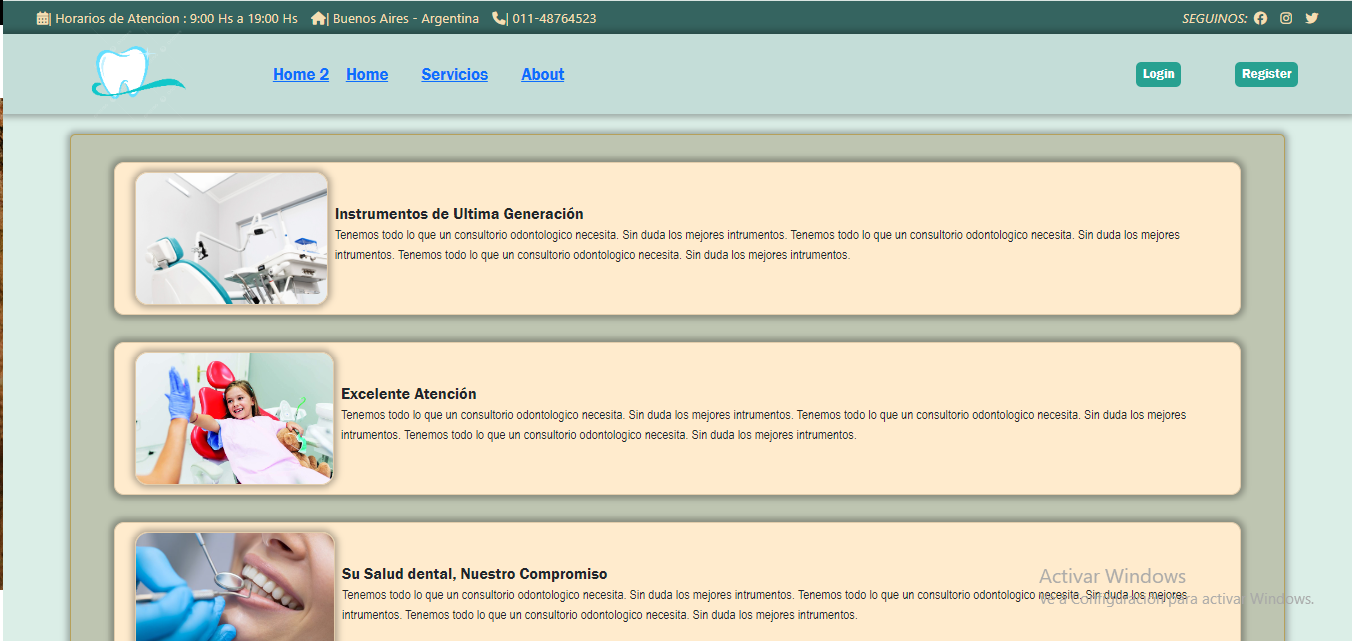 | Horarios de Atencion : 9:00 Hs a 19:00 Hs | Buenos Aires - Argentina | 011-48764523 SEGUINOS:
Home 2 Home Servicios About Login Register
Instrumentos de Ultima Generación
Tenemos todo lo que un consultorio odontologico necesita. Sin duda los mejores intrumentos. Tenemos todo lo que un consultorio odontologico necesita. Sin duda los mejores
intrumentos. Tenemos todo lo que un consultorio odontologico necesita. Sin duda los mejores intrumentos.
Excelente Atención
Tenemos todo lo que un consultorio odontologico necesita. Sin duda los mejores intrumentos. Tenemos todo lo que un consultorio odontologico necesita. Sin duda los mejores
intrumentos. Tenemos todo lo que un consultorio odontologico necesita. Sin duda los mejores intrumentos.
Su Salud dental, Nuestro Compromiso
Tenemos todo lo que un consultorio odontologico necesita. Sin duda los mejores intrumentos. Tenemos todo lo que un consultorio odontologico necesita. Sin duda los mejores
intrumentos. Tenemos todo lo que un consultorio odontologico necesita. Sin duda los mejores intrumentos.
Activar Windows
Ve a Configuración para activar Windows.